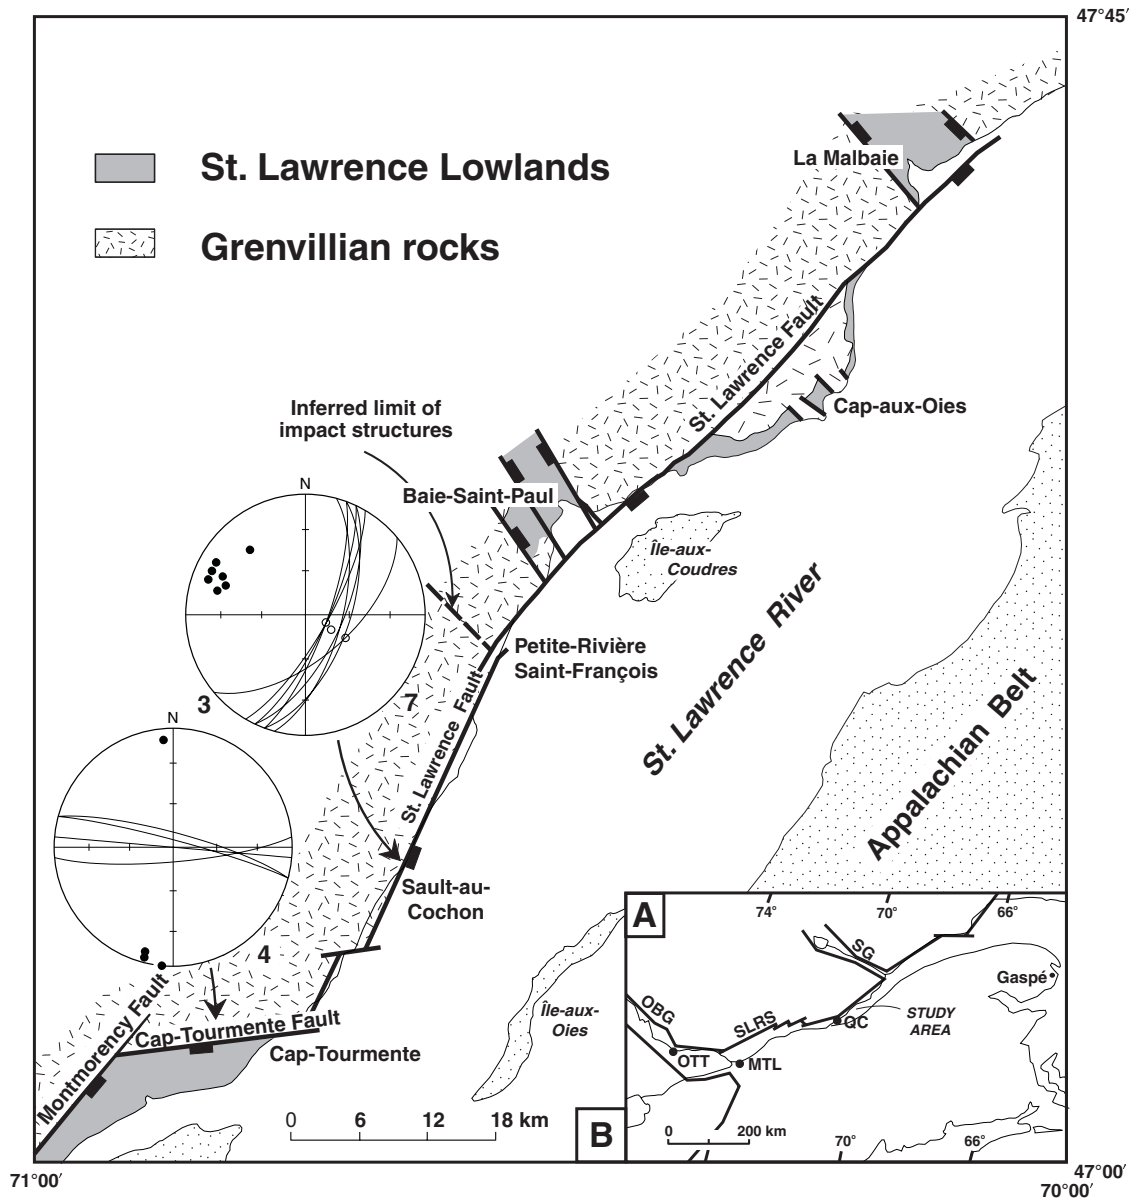 47°45′
St. Lawrence Lowlands
Grenvillian rocks
La Malbaie
St. Lawrence Fault
Cap-aux-Oies
Inferred limit of
impact structures
Baie-Saint-Paul
N
Île-aux-
Coudres
3
7
Petite-Rivière
Saint-François
St. Lawrence River
St. Lawrence Fault
Appalachian Belt
N
4
Sault-au-
Cochon
Montmorency Fault
Cap-Tourmente Fault
Cap-Tourmente
Île-aux-
Oies
0 6 12 18 km
B
A
74° 70° 66°
SG
Gaspé
OBG
SLRS
QC
STUDY
AREA
OTT
MTL
0 200 km
70° 66°
71°00′
47°00′
70°00′